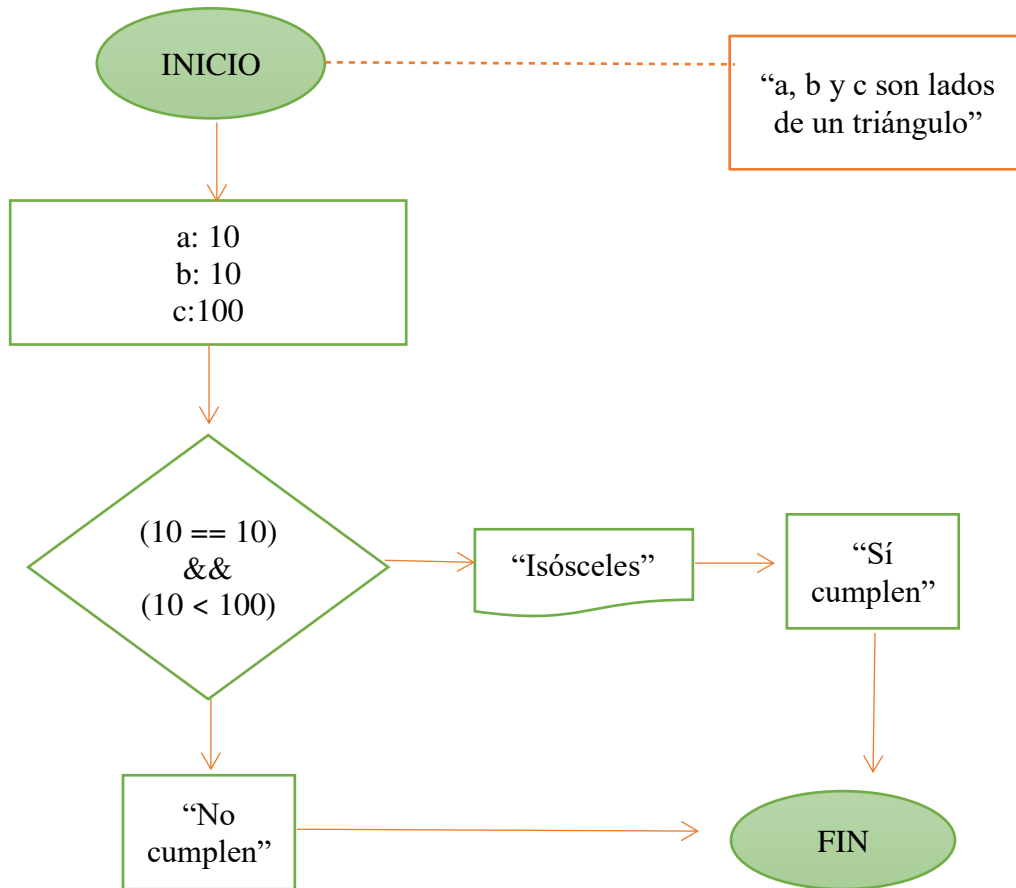 INICIO
“a, b y c son lados
de un triángulo”
a: 10
b: 10
c:100
(10 == 10)
&&
(10 < 100)
“Isósceles”
“Sí
cumplen”
“No
cumplen”
FIN